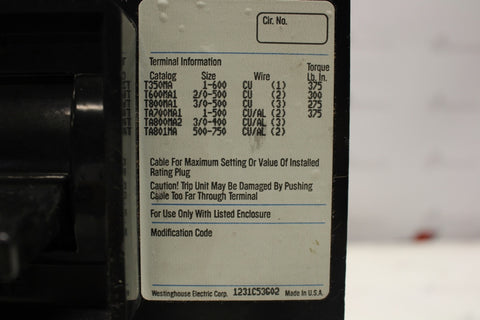 Cir. No.
Terminal Information
Torque
Catalog Size Wire Lb. In.
T350MA 1-600 CU (1) 375
T600MA1 2/0-500 CU (2) 300
T800MA1 3/0-500 CU (3) 275
TA700MA1 1-500 CU/AL (2) 375
TA800MA2 3/0-400 CU/AL (3)
TA801MA 500-750 CU/AL (2)
Cable For Maximum Setting Or Value Of Installed
Rating Plug
Caution! Trip Unit May Be Damaged By Pushing
Cable Too Far Through Terminal
For Use Only With Listed Enclosure
Modification Code
Westinghouse Electric Corp. 1231C53G02 Made In U.S.A.